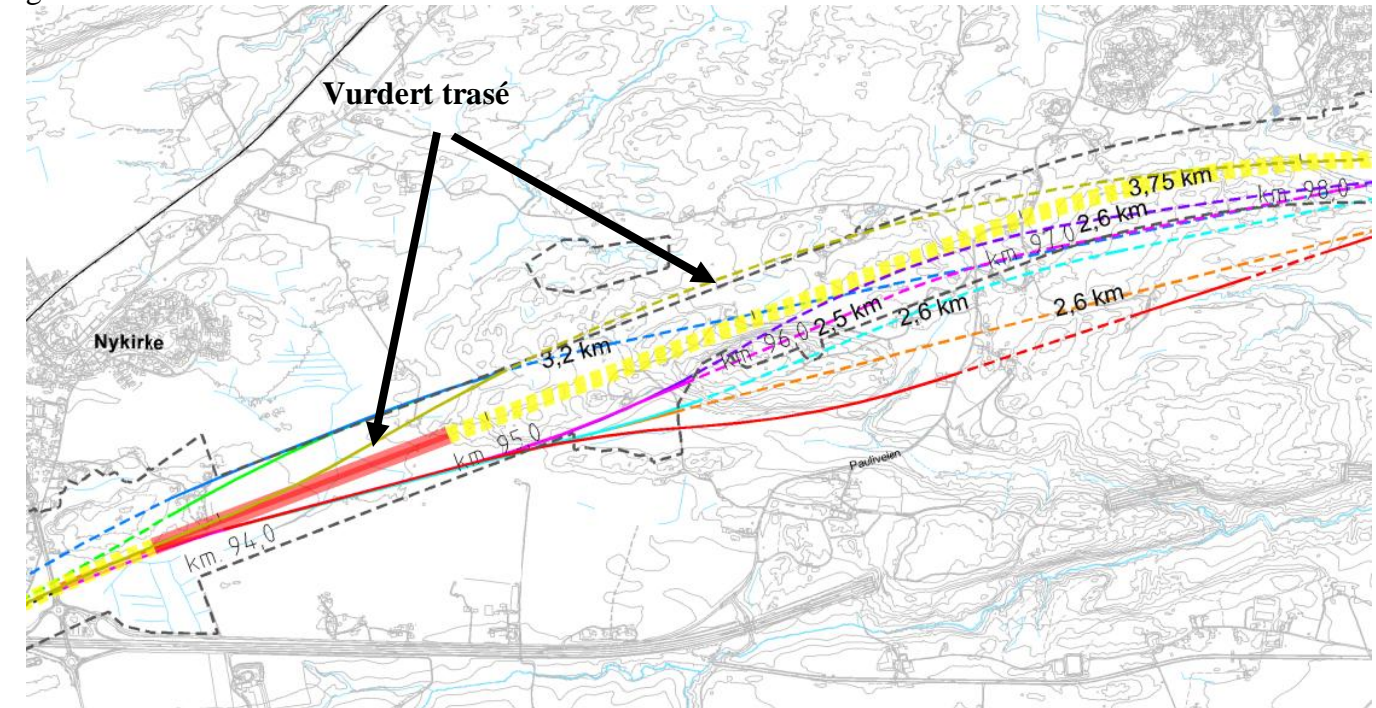 g
Vurdert trasé
3,75 km
km. 98,0
2,6 km
km. 97,0
Nykirke
3,2 km
km. 96,0
2,5 km
2,6 km
2,6 km
km. 95,0
Pauliveien
km. 94,0